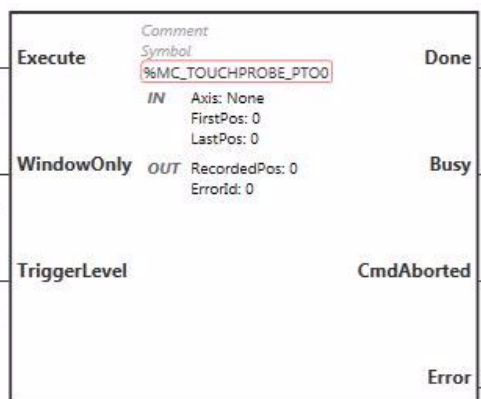 Comment
Symbol
Execute
Done
%MC_TOUCHPROBE_PTO0
IN Axis: None
FirstPos: 0
LastPos: 0
WindowOnly
OUT RecordedPos: 0
Busy
ErrorId: 0
TriggerLevel
CmdAborted
Error